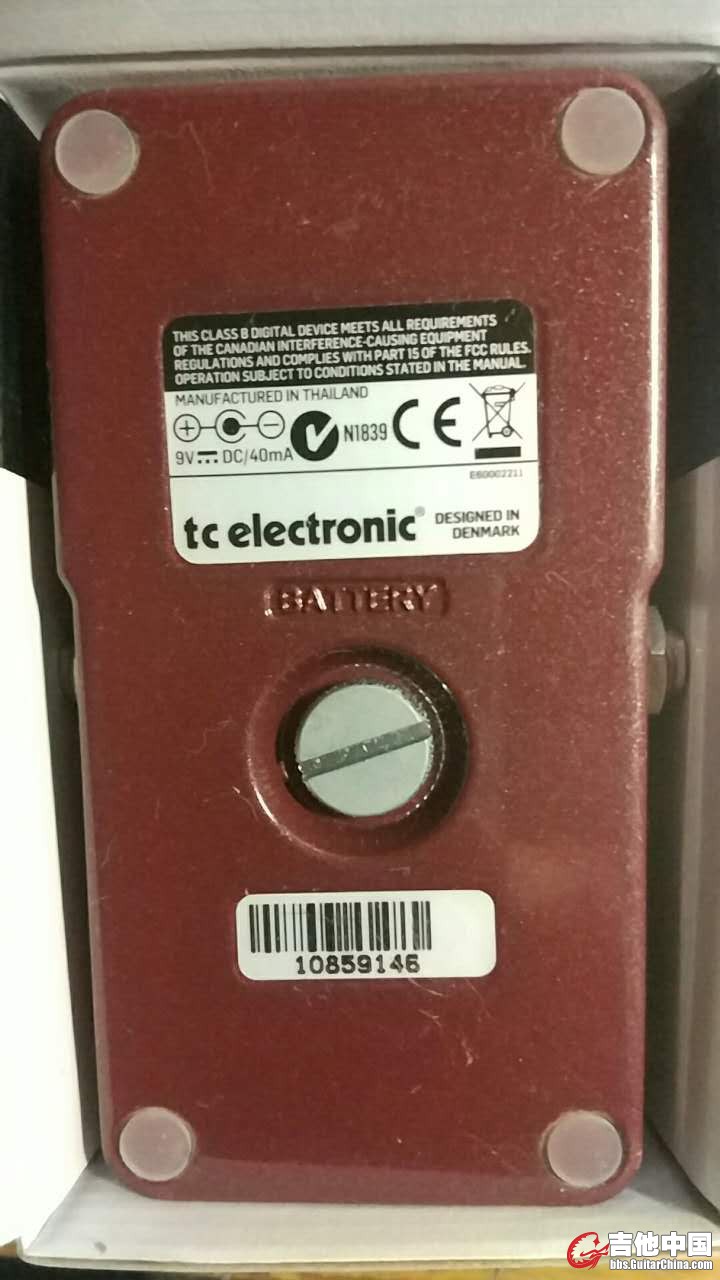 THIS CLASS B DIGITAL DEVICE MEETS ALL REQUIREMENTS
OF THE CANADIAN INTERFERENCE-CAUSING EQUIPMENT
REGULATIONS AND COMPLIES WITH PART 15 OF THE FCC RULES.
OPERATION SUBJECT TO CONDITIONS STATED IN THE MANUAL.
MANUFACTURED IN THAILAND
N1839 CE
9V DC/40mA
E60002211
tc electronic® DESIGNED IN
DENMARK
BATTERY
10859146
吉他中国
bbs.GuitarChina.com